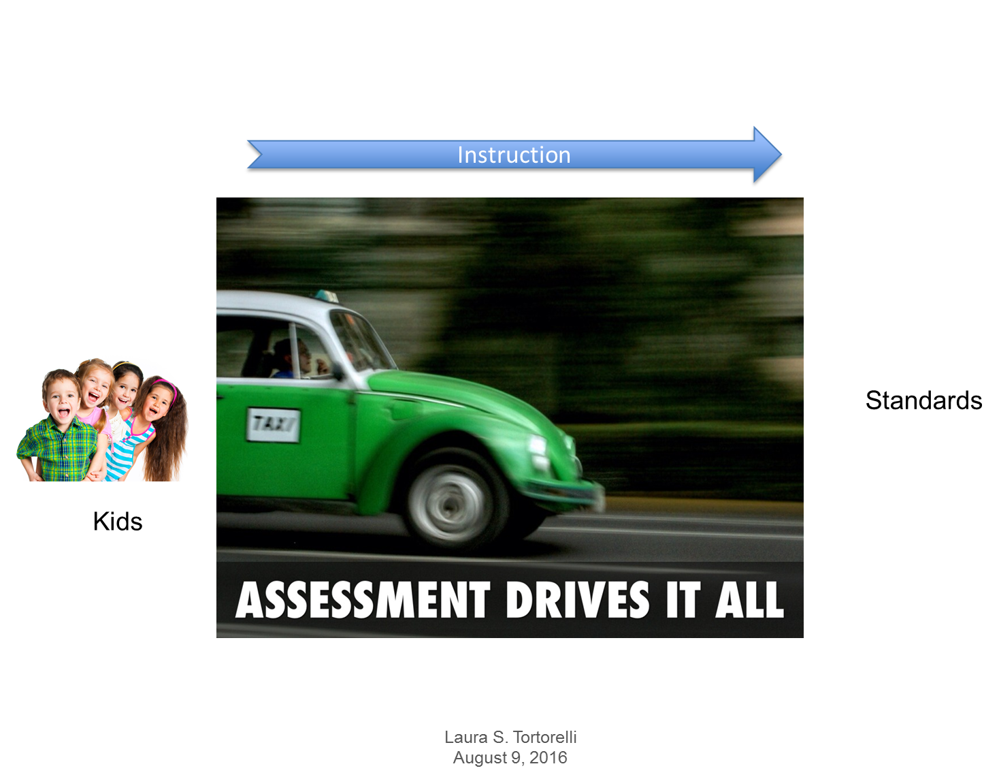 Instruction
TAXI
Standards
Kids
ASSESSMENT DRIVES IT ALL
Laura S. Tortorelli
August 9, 2016